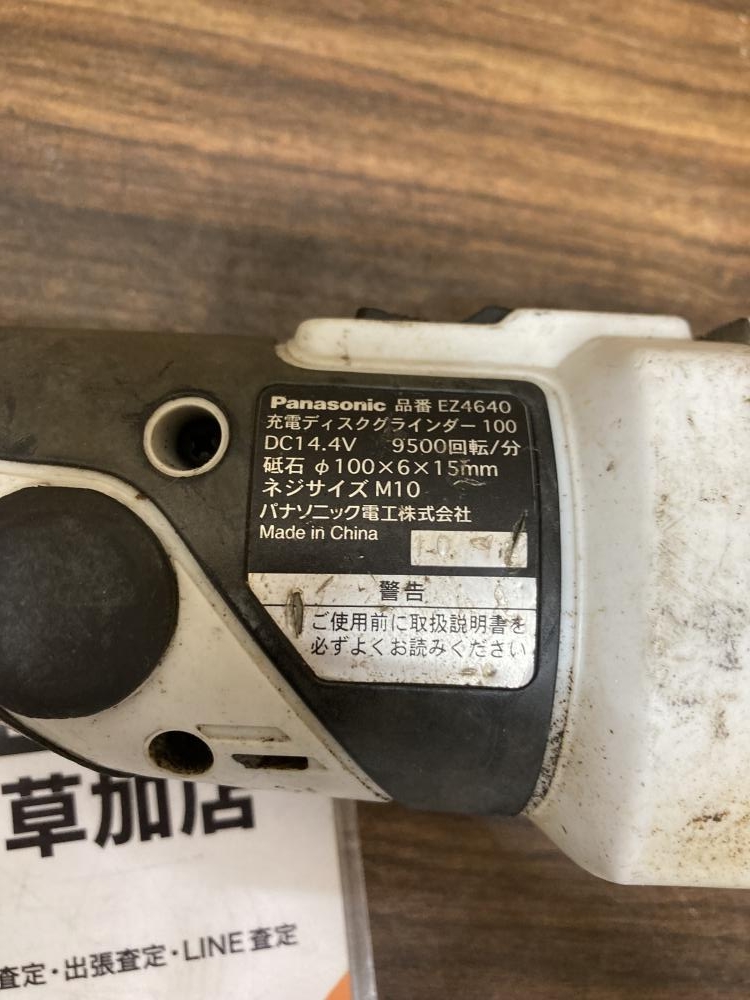 Panasonic 品番 EZ4640
充電ディスクグラインダー 100
DC14.4V 9500回転/分
砥石 φ100×6×15mm
ネジサイズ M10
パナソニック電工株式会社
Made in China
警告
ご使用前に取扱説明書を
必ずよくお読みください
草加店
査定・出張査定・LINE査定